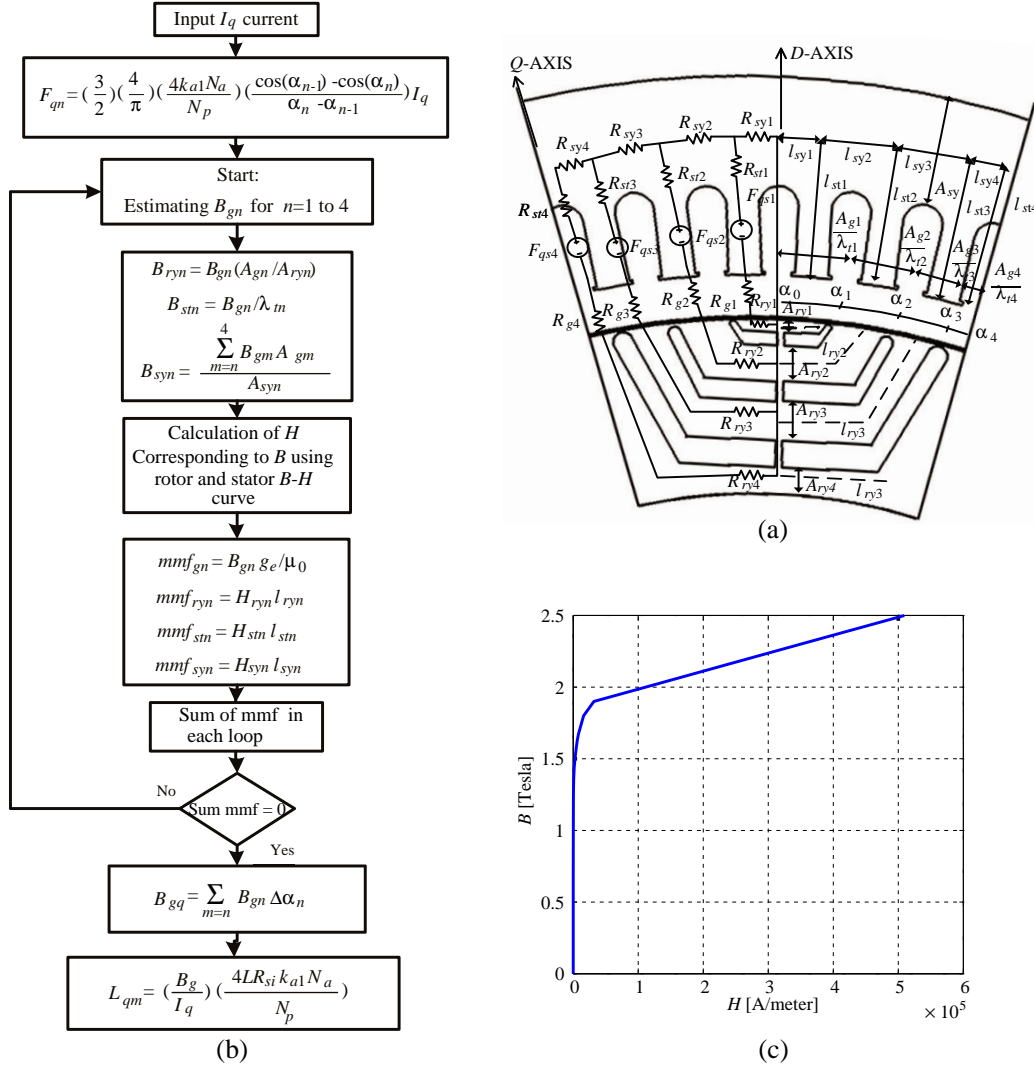 Input I_q current
F_qn = (3/2)(4/π)(4k_a1 N_a / N_p)(cos(α_n-1) - cos(α_n) / α_n - α_n-1) I_q
Start:
Estimating B_gn for n=1 to 4
B_ryn = B_gn (A_gn / A_ryn)
B_stn = B_gn / λ_tn
B_syn = 4 Σ m=n B_gm A_gm / A_syn
Calculation of H
Corresponding to B using
rotor and stator B-H
curve
mmf_gn = B_gn g_e / μ_0
mmf_ryn = H_ryn l_ryn
mmf_stn = H_stn l_stn
mmf_syn = H_syn l_syn
Sum of mmf in
each loop
No
Sum mmf = 0
Yes
B_gq = Σ m=n B_gn Δα_n
L_qm = (B_g / I_q)(4LR_si k_a1 N_a / N_p)
(b)
Q-AXIS
D-AXIS
R_sy4
R_sy3
R_sy2
R_sy1
l_sy1
l_sy2
l_sy3
l_sy4
R_st4
R_st3
R_st2
R_st1
l_st1
l_st2
A_sy
l_st3
l_st4
F_qs4
F_qs3
F_qs2
F_qs1
A_g1/λ_t1
A_g2/λ_t2
A_g3/λ_t3
A_g4/λ_t4
R_g4
R_g3
R_g2
R_g1
R_ry1
α_0
α_1
α_2
α_3
α_4
A_ry1
R_ry2
l_ry2
A_ry2
R_ry3
A_ry3
l_ry3
R_ry4
A_ry4
l_ry3
(a)
2.5
2
1.5
1
0.5
0
B [Tesla]
0 1 2 3 4 5 6
H [A/meter]
× 10^5
(c)